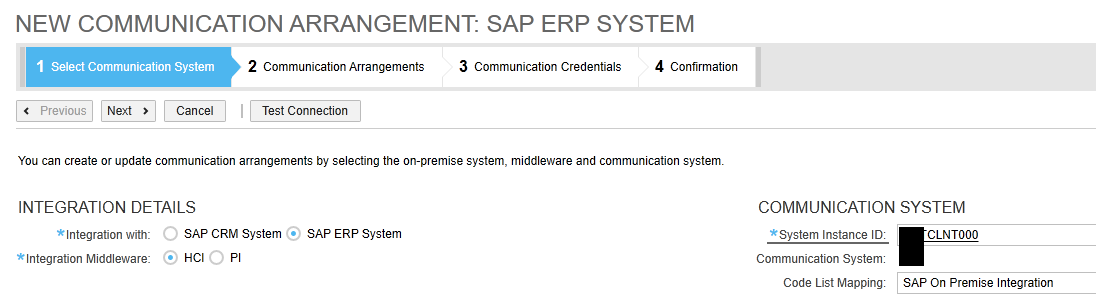 NEW COMMUNICATION ARRANGEMENT: SAP ERP SYSTEM
1 Select Communication System 2 Communication Arrangements 3 Communication Credentials 4 Confirmation
Previous Next Cancel | Test Connection
You can create or update communication arrangements by selecting the on-premise system, middleware and communication system.
INTEGRATION DETAILS COMMUNICATION SYSTEM
*Integration with: SAP CRM System SAP ERP System *System Instance ID:
*Integration Middleware: HCI PI Communication System:
Code List Mapping: SAP On Premise Integration